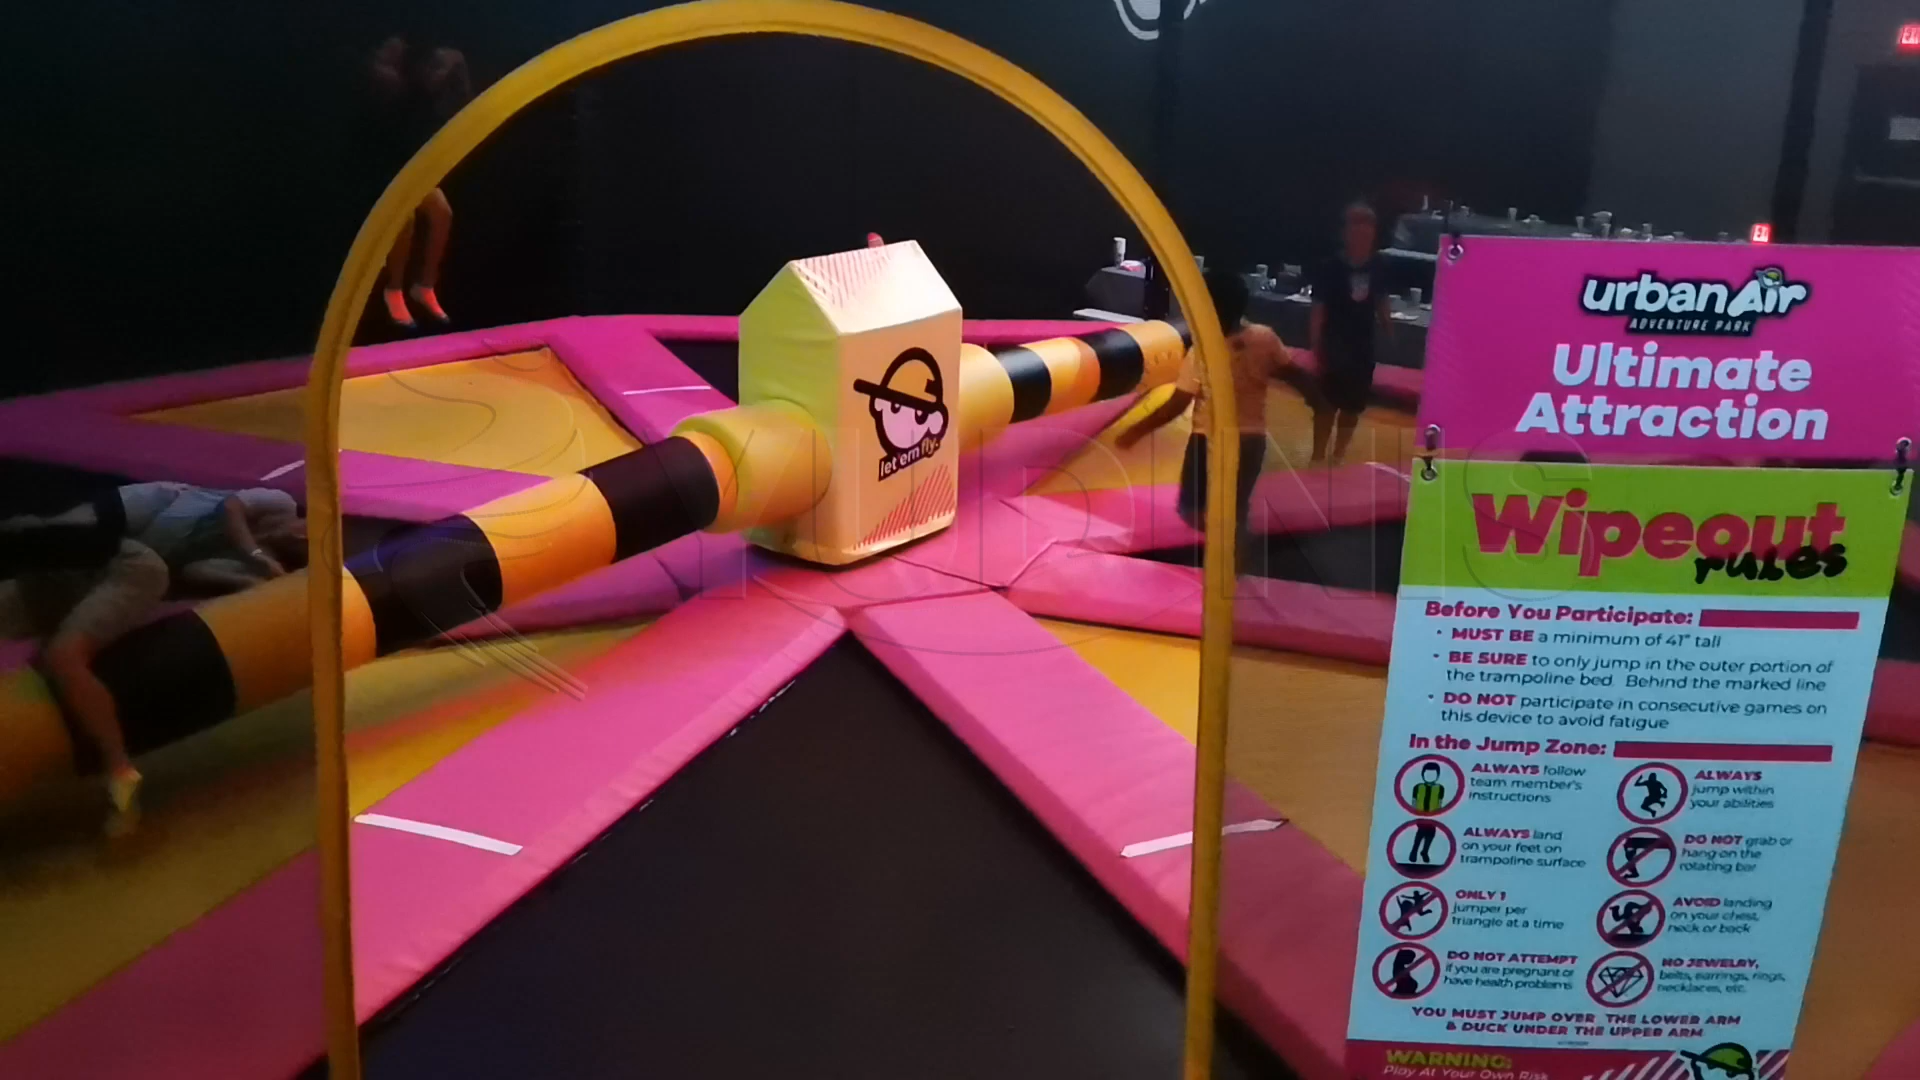 let'em fly.
YUDINIS
urbanAir
ADVENTURE PARK
Ultimate
Attraction
Wipeout
rules
Before You Participate:
• MUST BE a minimum of 41" tall
• BE SURE to only jump in the outer portion of
the trampoline bed Behind the marked line
• DO NOT participate in consecutive games on
this device to avoid fatigue
In the Jump Zone:
ALWAYS follow
team member's
instructions
ALWAYS
jump within
your abilities
ALWAYS land
on your feet on
trampoline surface
DO NOT grab or
hang on the
rotating bar
ONLY 1
jumper per
triangle at a time
AVOID landing
on your chest,
neck or back
DO NOT ATTEMPT
if you are pregnant or
have health problems
NO JEWELRY,
belts, earrings, rings,
necklaces, etc.
YOU MUST JUMP OVER THE LOWER ARM
& DUCK UNDER THE UPPER ARM
WARNING:
Play At Your Own Risk